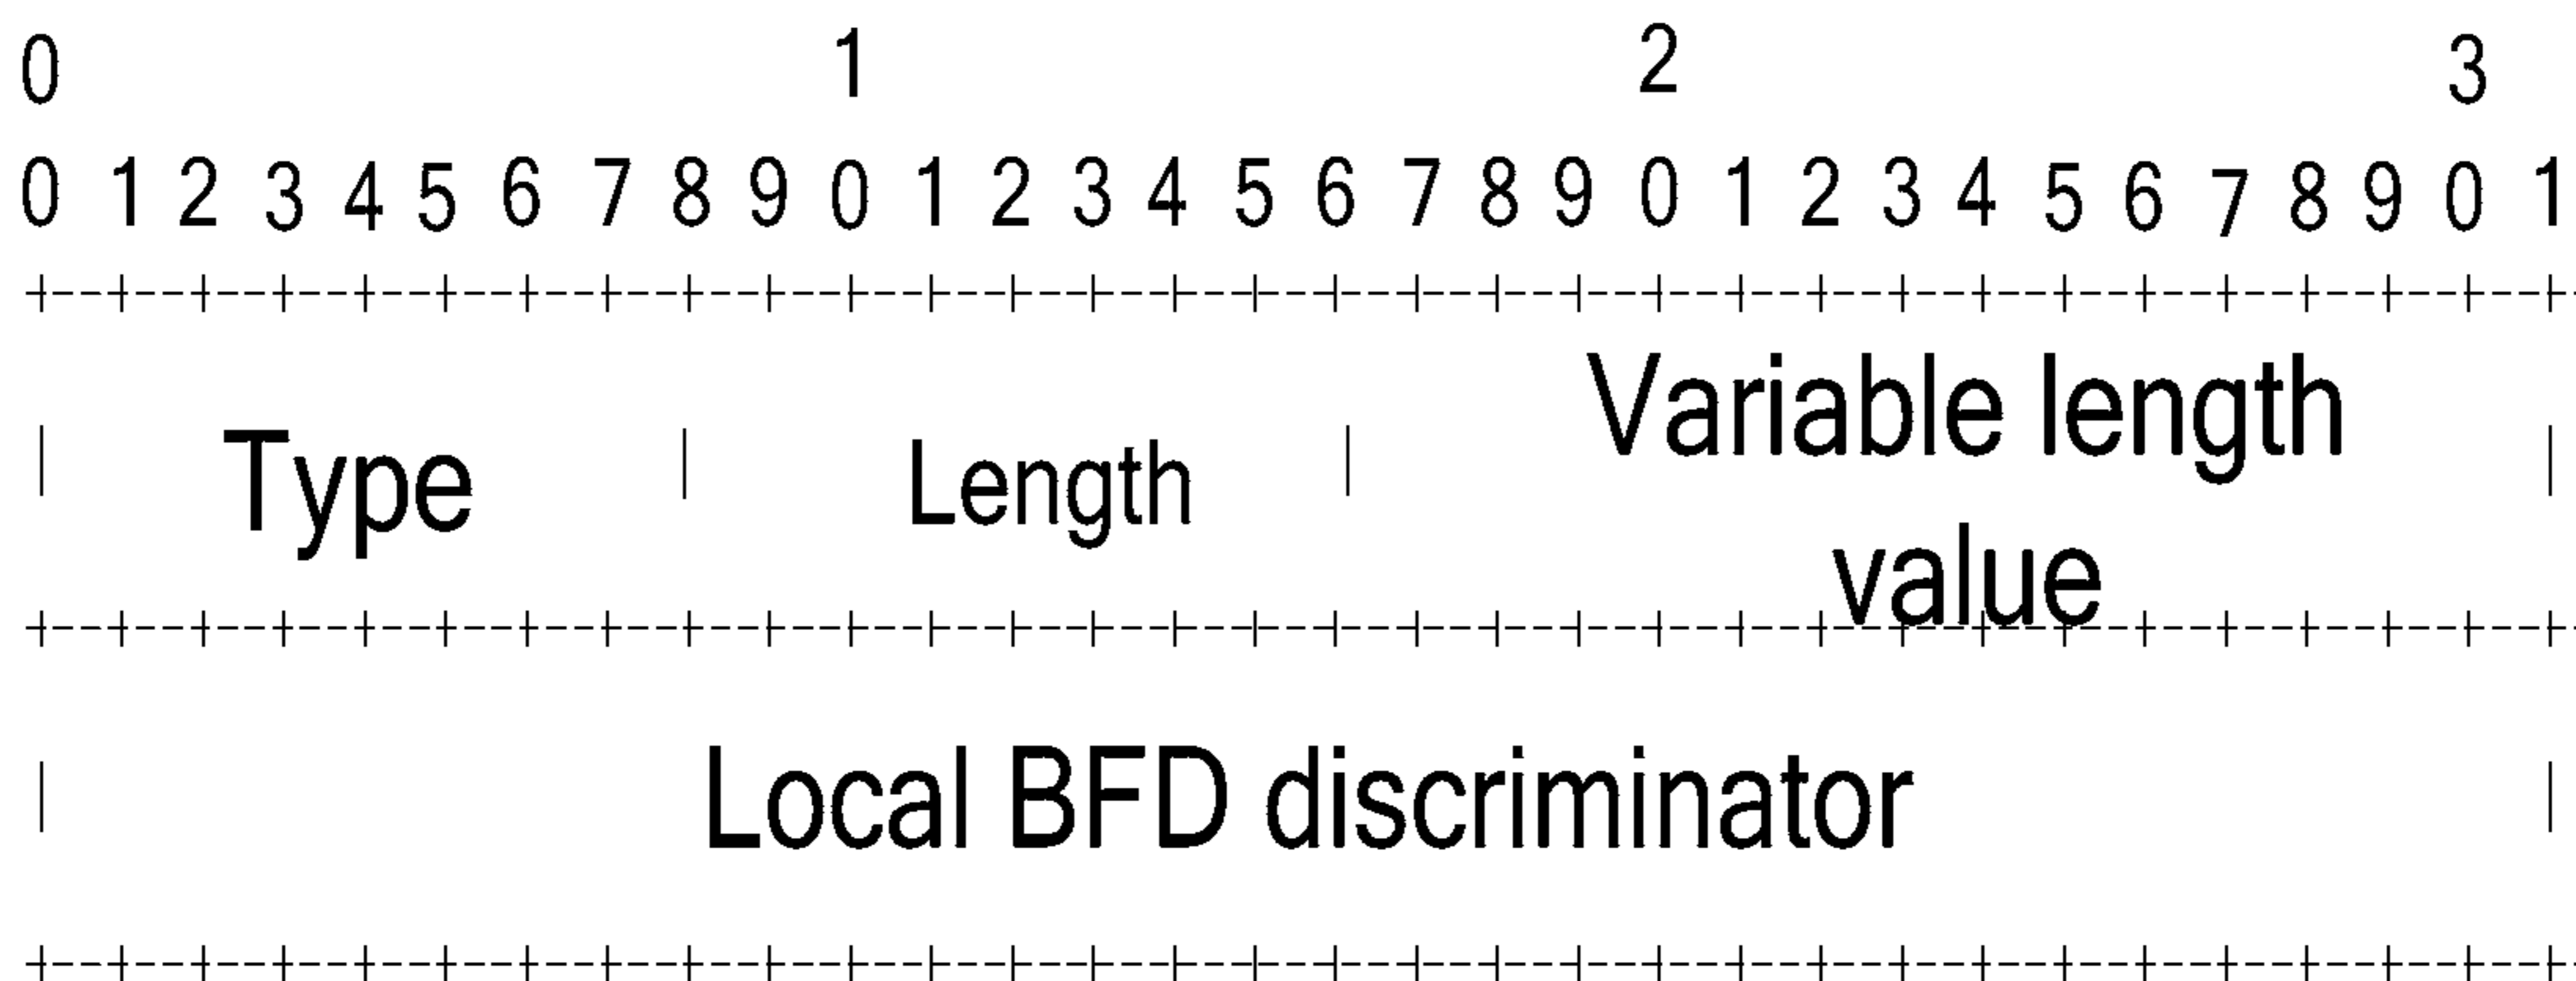 0 1 2 3
0 1 2 3 4 5 6 7 8 9 0 1 2 3 4 5 6 7 8 9 0 1 2 3 4 5 6 7 8 9 0 1
+--+--+--+--+--+--+--+--+--+--+--+--+--+--+--+--+--+--+--+--+--+--+--+--+--+--+--+--+--+--+--+--+-
| Type | Length | Variable length value |
+--+--+--+--+--+--+--+--+--+--+--+--+--+--+--+--+--+--+--+--+--+--+--+--+--+--+--+--+--+--+--+--+-
| Local BFD discriminator |
+--+--+--+--+--+--+--+--+--+--+--+--+--+--+--+--+--+--+--+--+--+--+--+--+--+--+--+--+--+--+--+--+-